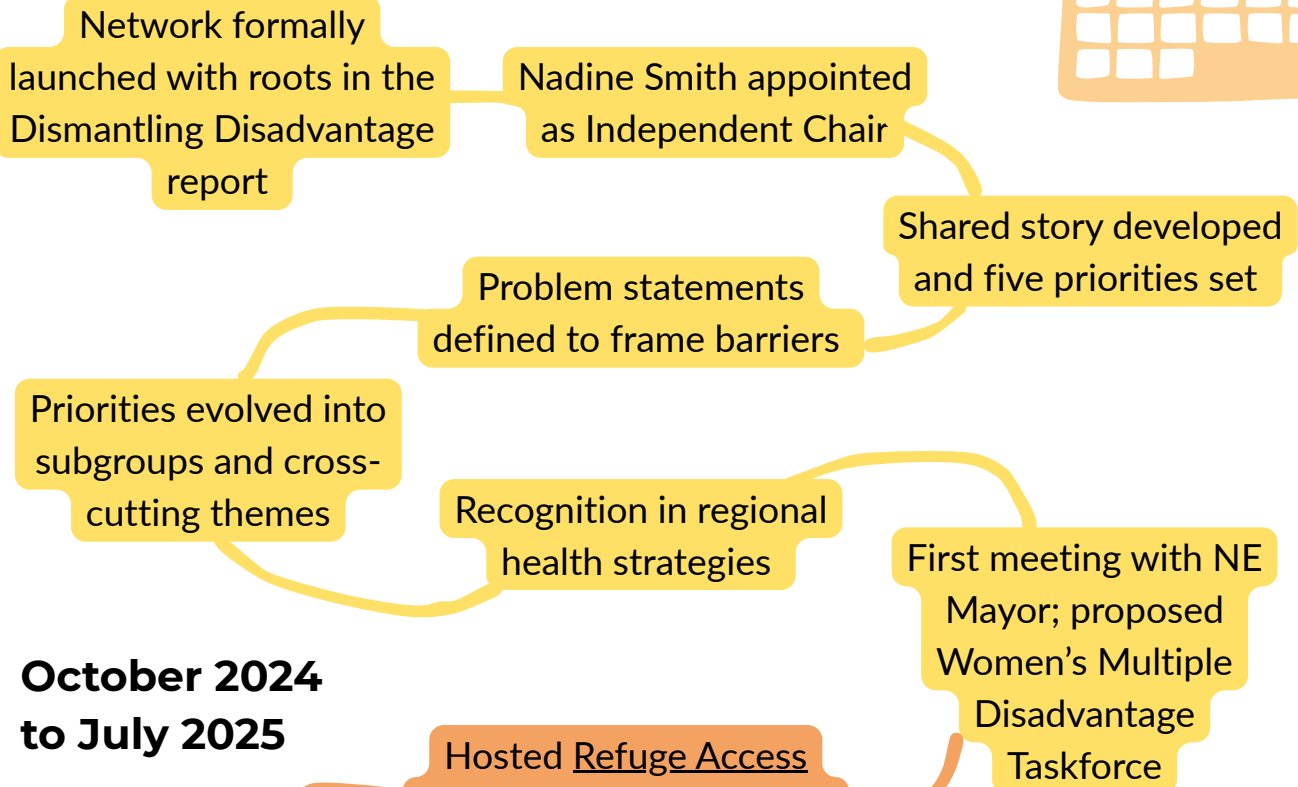 Network formally
launched with roots in the
Dismantling Disadvantage
report
Nadine Smith appointed
as Independent Chair
Shared story developed
and five priorities set
Problem statements
defined to frame barriers
Priorities evolved into
subgroups and cross-
cutting themes
Recognition in regional
health strategies
First meeting with NE
Mayor; proposed
Women’s Multiple
Disadvantage
Taskforce
October 2024
to July 2025
Hosted Refuge Access